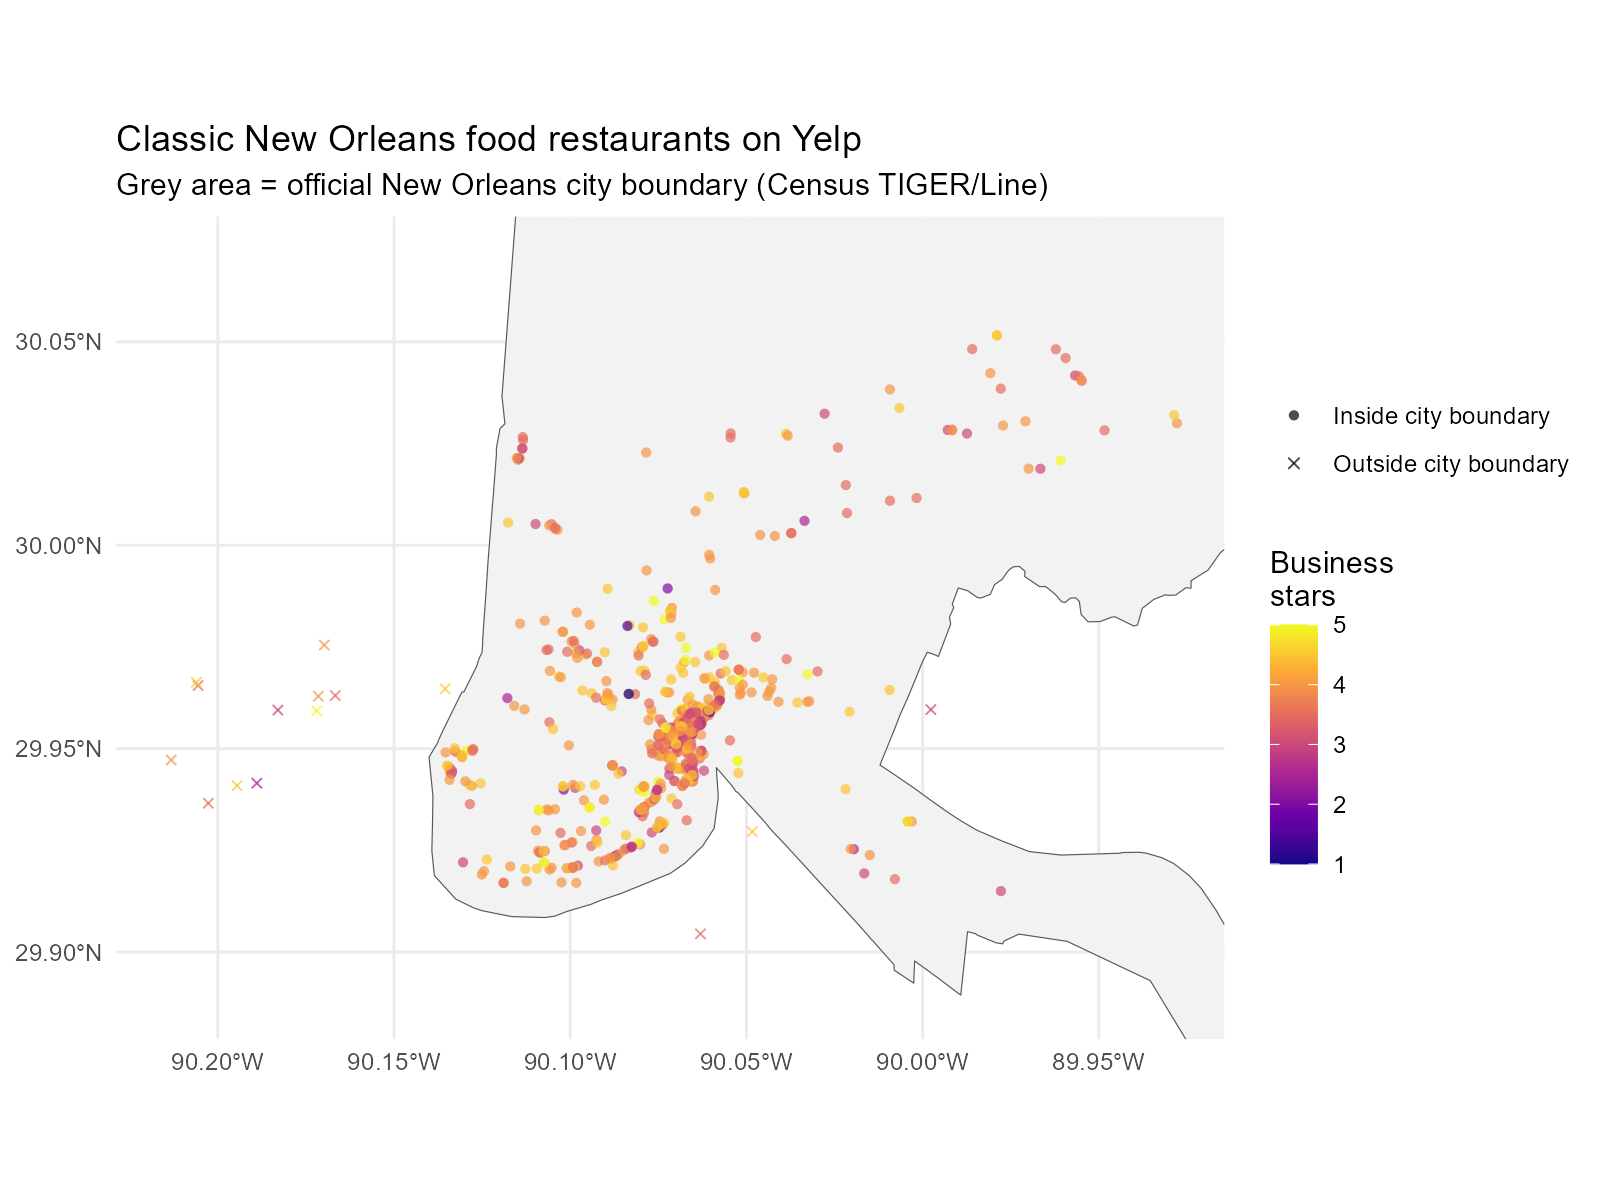 Classic New Orleans food restaurants on Yelp
Grey area = official New Orleans city boundary (Census TIGER/Line)
30.05°N
30.00°N
29.95°N
29.90°N
90.20°W
90.15°W
90.10°W
90.05°W
90.00°W
89.95°W
Inside city boundary
Outside city boundary
Business
stars
5
4
3
2
1